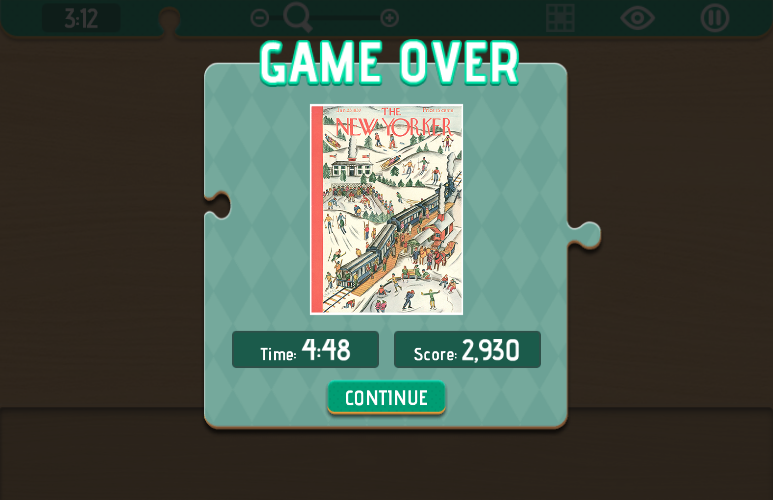 3:12
GAME OVER
THE
NEW YORKER
Time: 4:48
Score: 2,930
CONTINUE